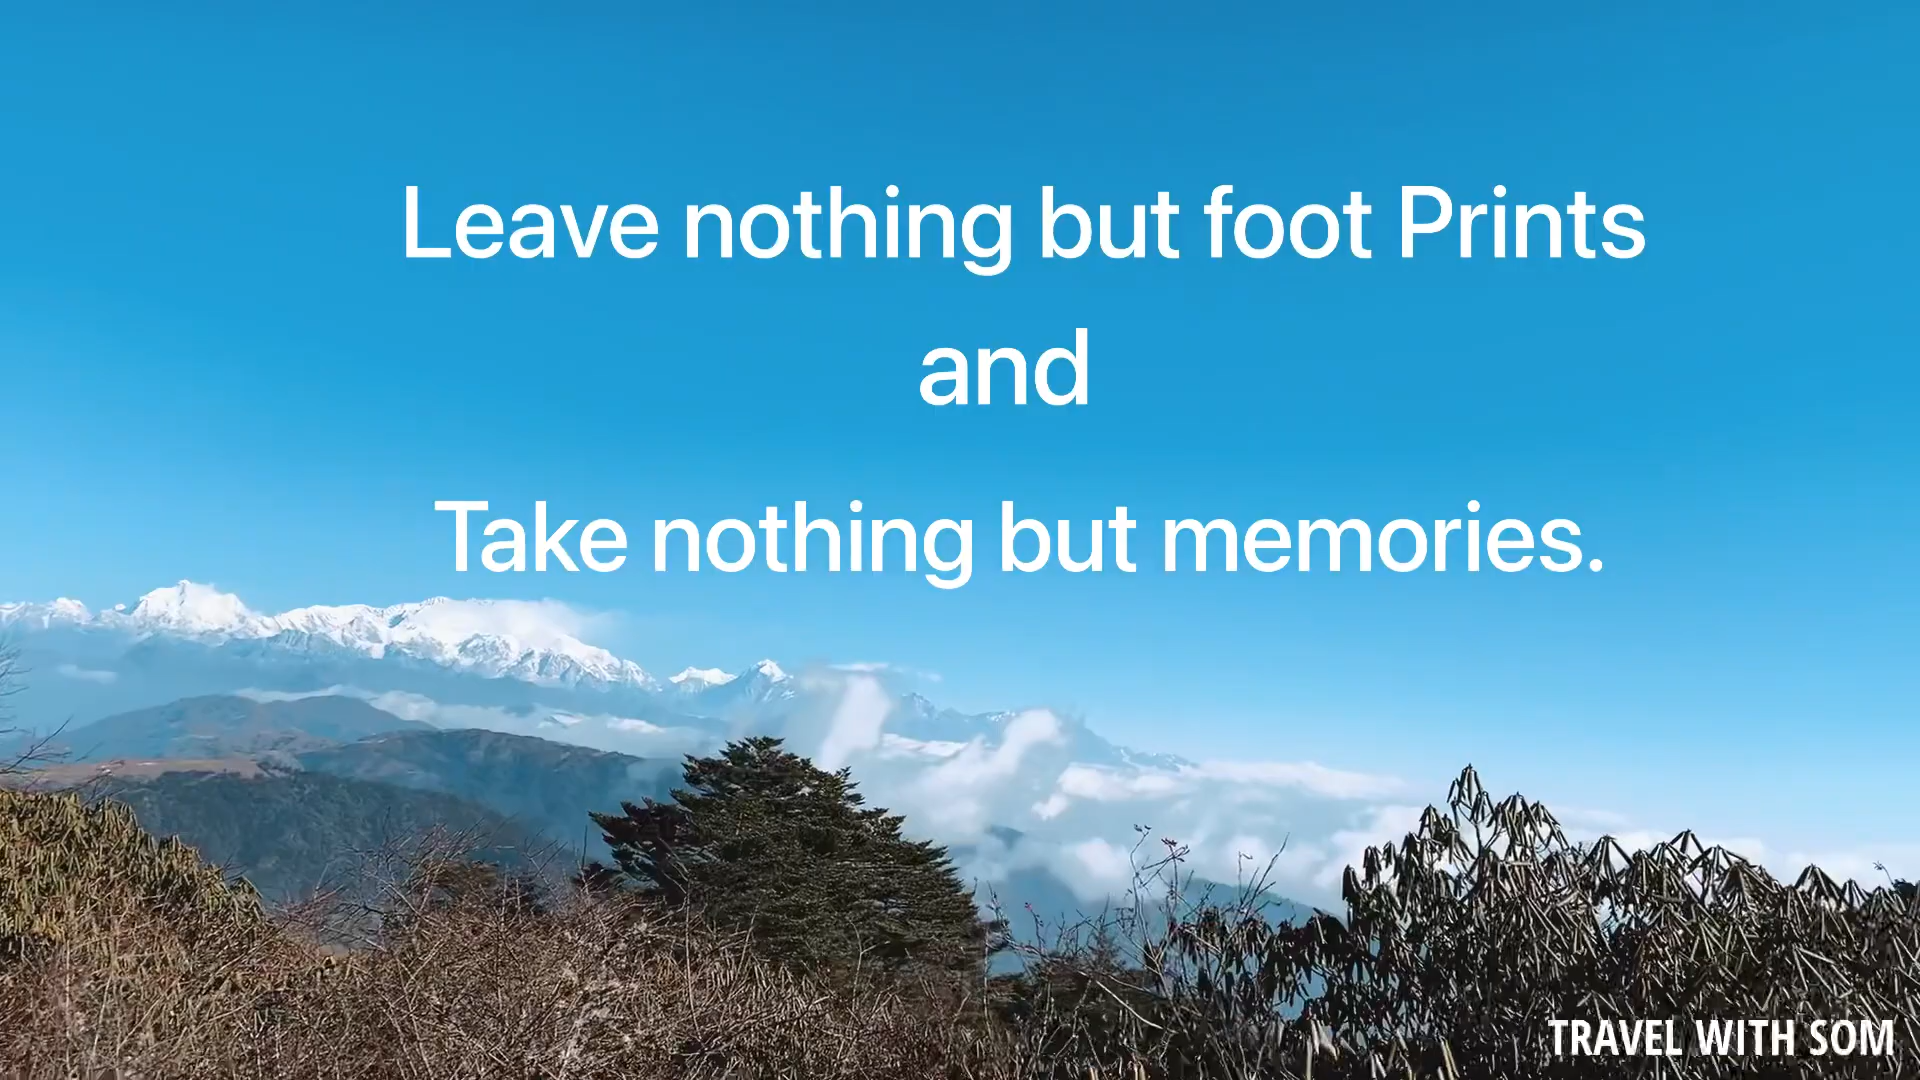 Leave nothing but foot Prints
and
Take nothing but memories.
TRAVEL WITH SOM